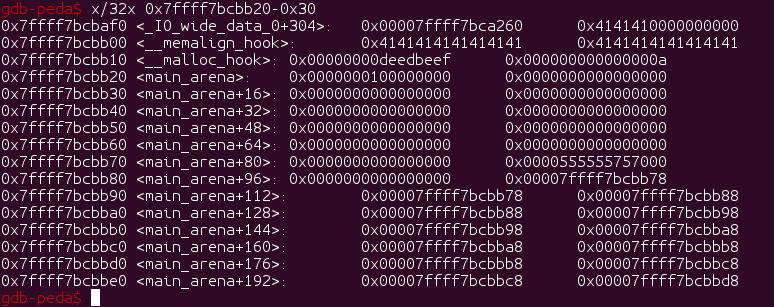 gdb-peda$ x/32x 0x7ffff7bcbb20-0x30
0x7ffff7bcbaf0 <_IO_wide_data_0+304>: 0x00007ffff7bca260 0x4141410000000000
0x7ffff7bcbb00 <__memalign_hook>: 0x4141414141414141 0x4141414141414141
0x7ffff7bcbb10 <__malloc_hook>: 0x00000000deedbeef 0x000000000000000a
0x7ffff7bcbb20 <main_arena>: 0x0000000100000000 0x0000000000000000
0x7ffff7bcbb30 <main_arena+16>: 0x0000000000000000 0x0000000000000000
0x7ffff7bcbb40 <main_arena+32>: 0x0000000000000000 0x0000000000000000
0x7ffff7bcbb50 <main_arena+48>: 0x0000000000000000 0x0000000000000000
0x7ffff7bcbb60 <main_arena+64>: 0x0000000000000000 0x0000000000000000
0x7ffff7bcbb70 <main_arena+80>: 0x0000000000000000 0x0000555555757000
0x7ffff7bcbb80 <main_arena+96>: 0x0000000000000000 0x00007ffff7bcbb78
0x7ffff7bcbb90 <main_arena+112>: 0x00007ffff7bcbb78 0x00007ffff7bcbb88
0x7ffff7bcbba0 <main_arena+128>: 0x00007ffff7bcbb88 0x00007ffff7bcbb98
0x7ffff7bcbbb0 <main_arena+144>: 0x00007ffff7bcbb98 0x00007ffff7bcbba8
0x7ffff7bcbbc0 <main_arena+160>: 0x00007ffff7bcbba8 0x00007ffff7bcbbb8
0x7ffff7bcbbd0 <main_arena+176>: 0x00007ffff7bcbbb8 0x00007ffff7bcbbc8
0x7ffff7bcbbe0 <main_arena+192>: 0x00007ffff7bcbbc8 0x00007ffff7bcbbd8
gdb-peda$